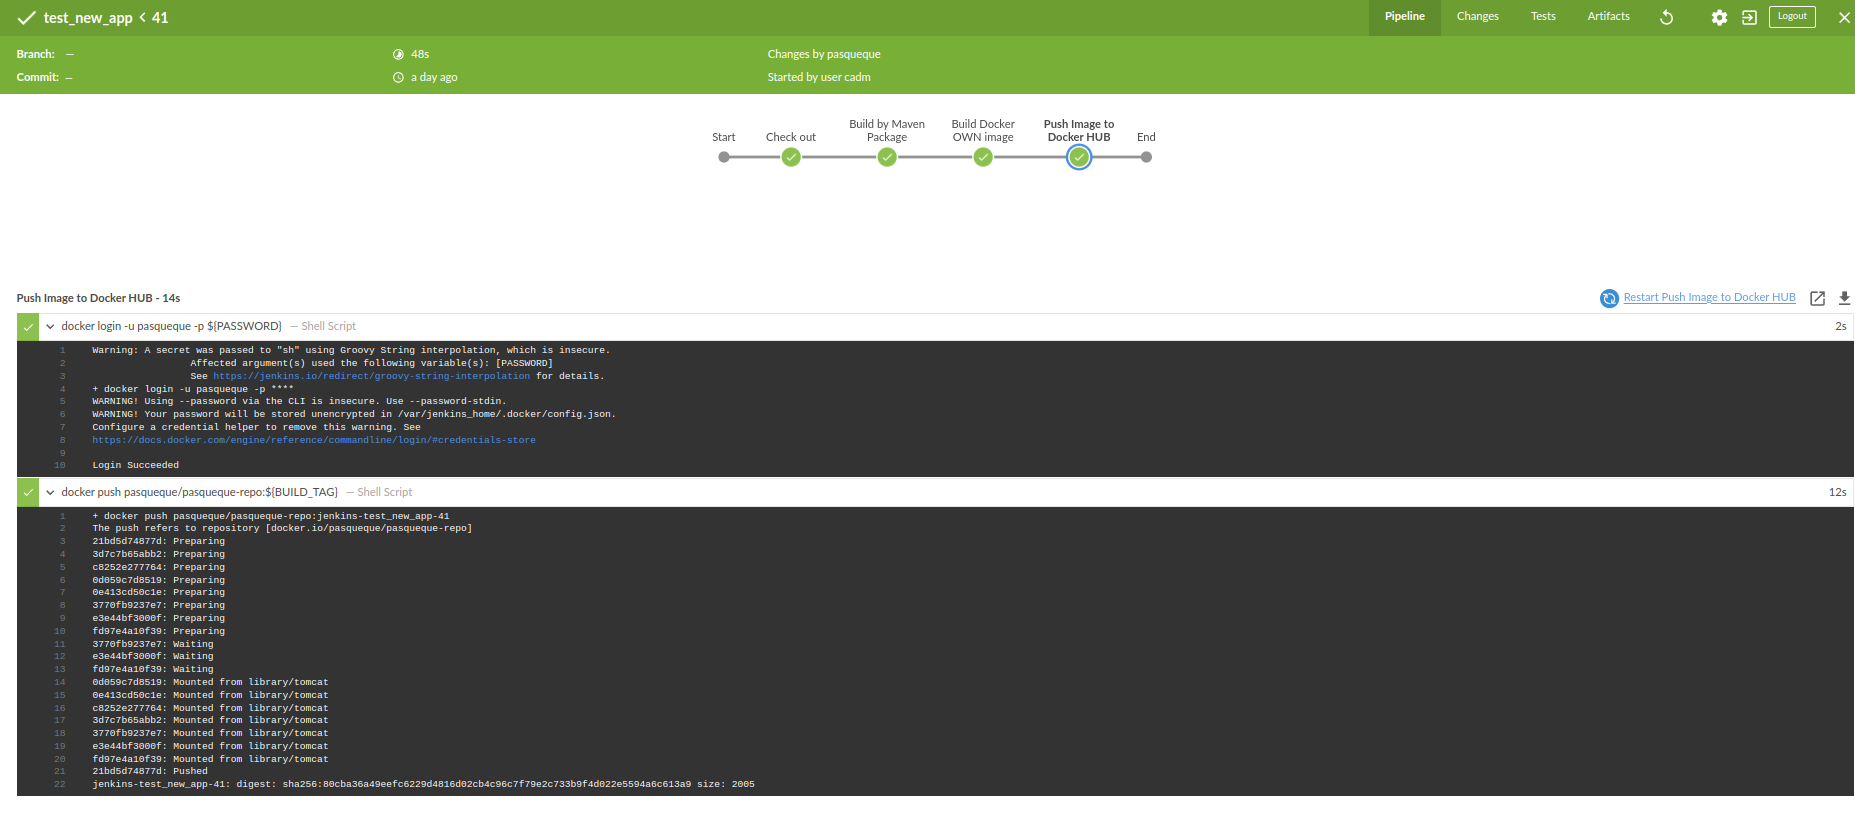 test_new_app < 41
Pipeline Changes Tests Artifacts Logout
Branch: — 48s Changes by pasqueque
Commit: — a day ago Started by user cadm
Start
Check out
Build by Maven
Package
Build Docker
OWN image
Push Image to
Docker HUB
End
Push Image to Docker HUB - 14s Restart Push Image to Docker HUB
docker login -u pasqueque -p ${PASSWORD} — Shell Script 2s
1 Warning: A secret was passed to "sh" using Groovy String interpolation, which is insecure.
2 Affected argument(s) used the following variable(s): [PASSWORD]
3 See https://jenkins.io/redirect/groovy-string-interpolation for details.
4 + docker login -u pasqueque -p ****
5 WARNING! Using --password via the CLI is insecure. Use --password-stdin.
6 WARNING! Your password will be stored unencrypted in /var/jenkins_home/.docker/config.json.
7 Configure a credential helper to remove this warning. See
8 https://docs.docker.com/engine/reference/commandline/login/#credentials-store
9
10 Login Succeeded
docker push pasqueque/pasqueque-repo:${BUILD_TAG} — Shell Script 12s
1 + docker push pasqueque/pasqueque-repo:jenkins-test_new_app-41
2 The push refers to repository [docker.io/pasqueque/pasqueque-repo]
3 21bd5d74877d: Preparing
4 3d7c7b65abb2: Preparing
5 c8252e277764: Preparing
6 0d059c7d8519: Preparing
7 0e413cd50c1e: Preparing
8 3770fb9237e7: Preparing
9 e3e44bf3000f: Preparing
10 fd97e4a10f39: Preparing
11 3770fb9237e7: Waiting
12 e3e44bf3000f: Waiting
13 fd97e4a10f39: Waiting
14 0d059c7d8519: Mounted from library/tomcat
15 0e413cd50c1e: Mounted from library/tomcat
16 c8252e277764: Mounted from library/tomcat
17 3d7c7b65abb2: Mounted from library/tomcat
18 3770fb9237e7: Mounted from library/tomcat
19 e3e44bf3000f: Mounted from library/tomcat
20 fd97e4a10f39: Mounted from library/tomcat
21 21bd5d74877d: Pushed
22 jenkins-test_new_app-41: digest: sha256:80cba36a49eefc6229d4816d02cb4c96c7f79e2c733b9f4d022e5594a6c613a9 size: 2005